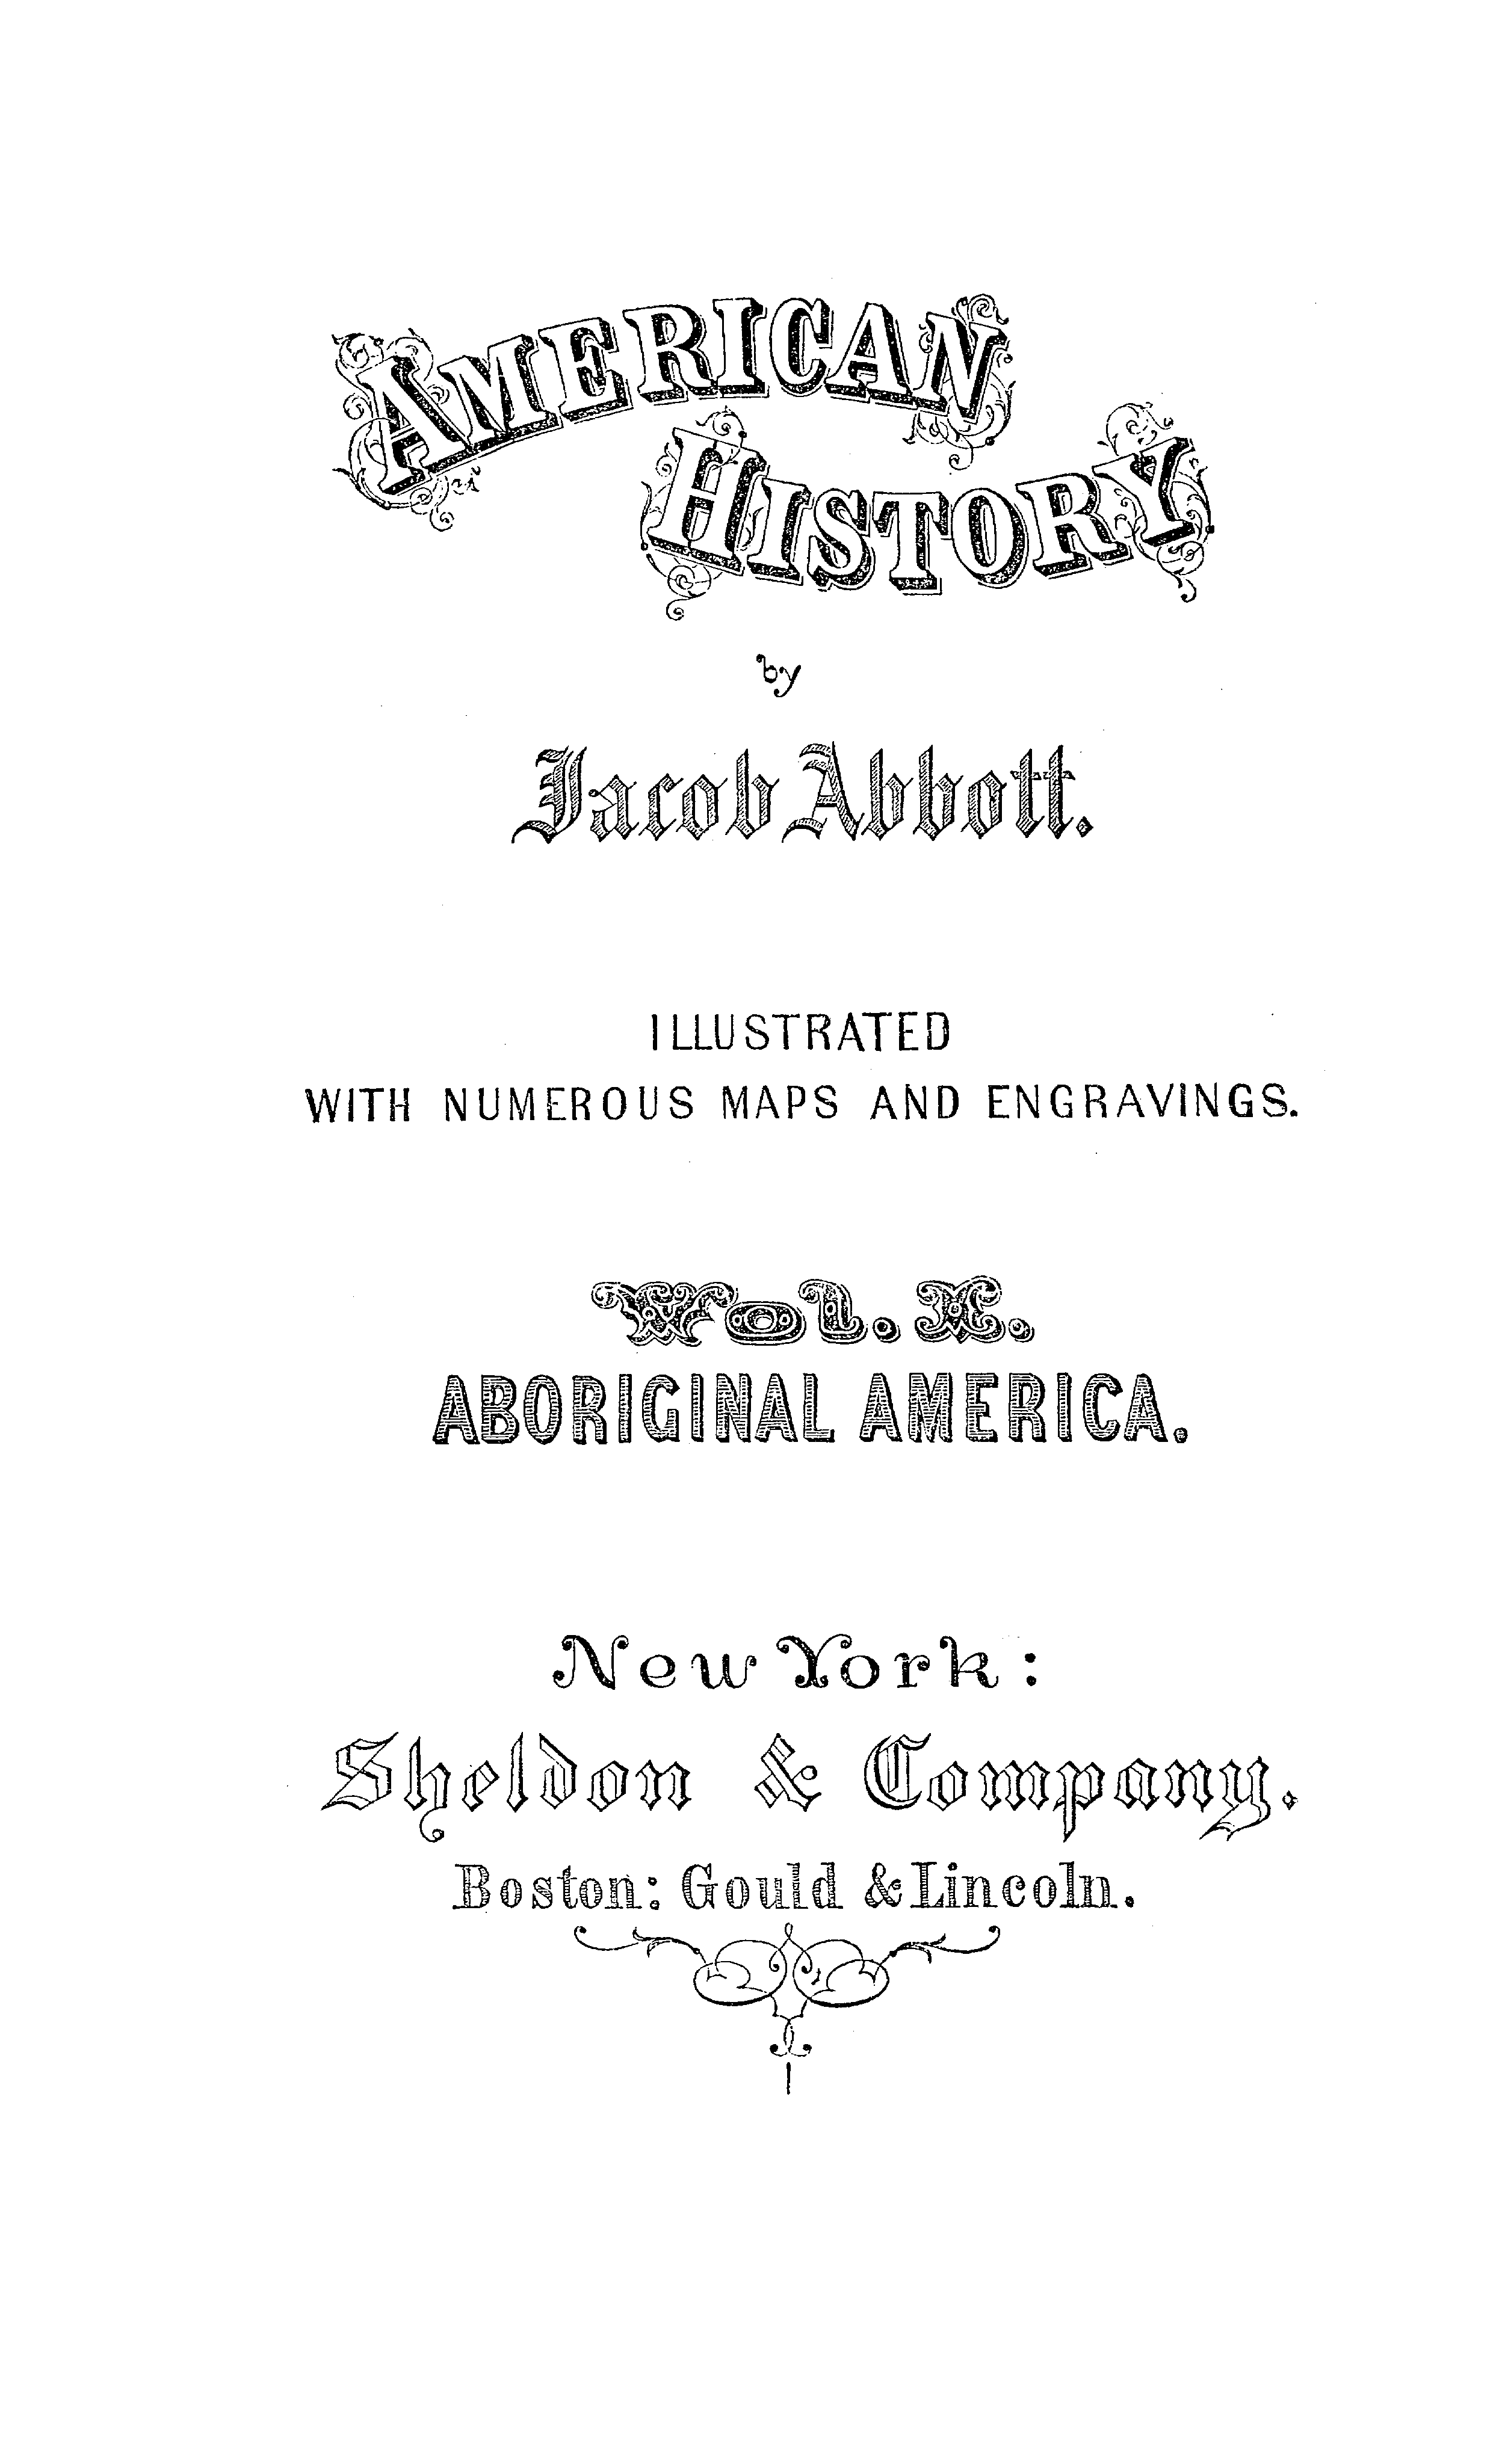 AMERICAN
HISTORY
by
Jacob Abbott.
ILLUSTRATED
WITH NUMEROUS MAPS AND ENGRAVINGS.
Vol. I.
ABORIGINAL AMERICA.
New York:
Sheldon & Company.
Boston: Gould & Lincoln.